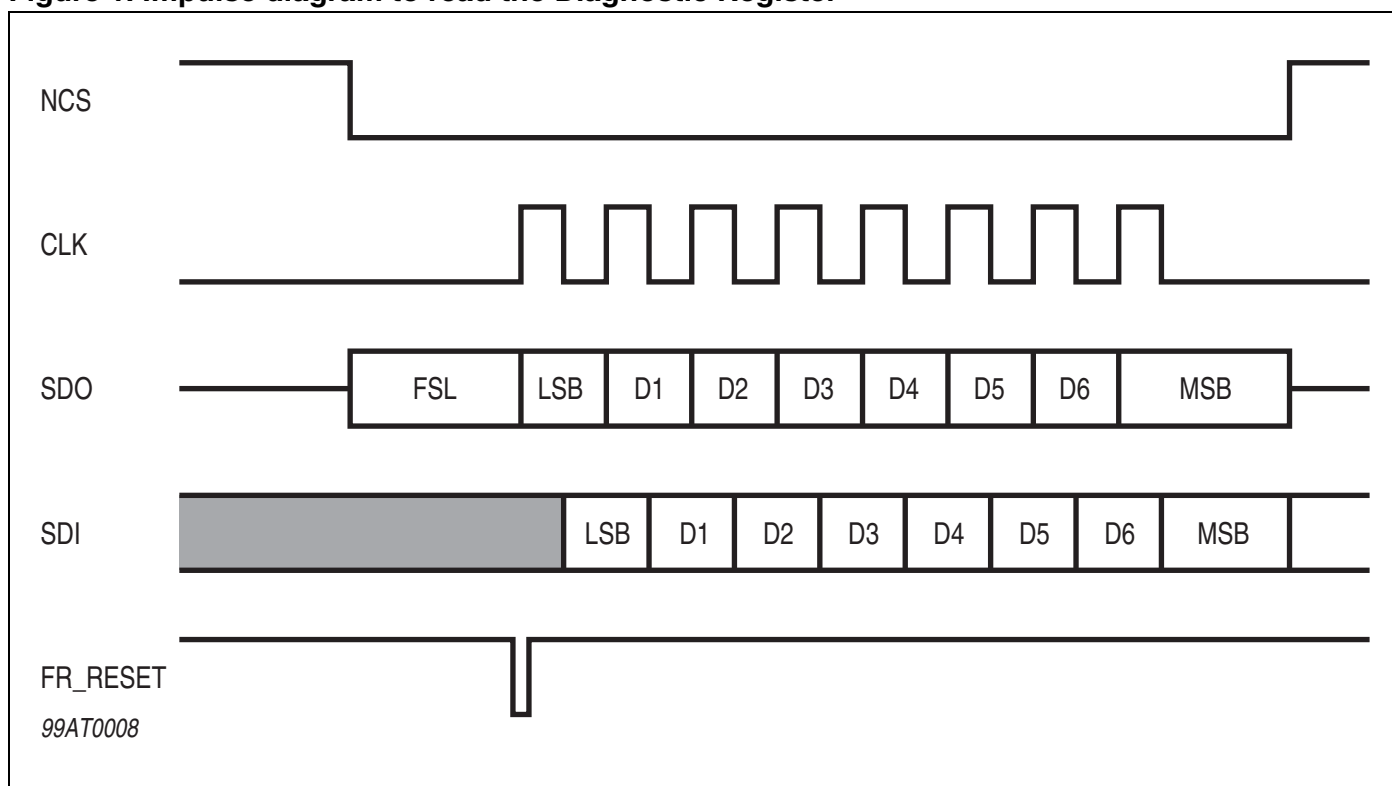 Figure 1. Impulse diagram to read the Diagnostic Register
NCS
CLK
SDO FSL LSB D1 D2 D3 D4 D5 D6 MSB
SDI LSB D1 D2 D3 D4 D5 D6 MSB
FR_RESET
99AT0008